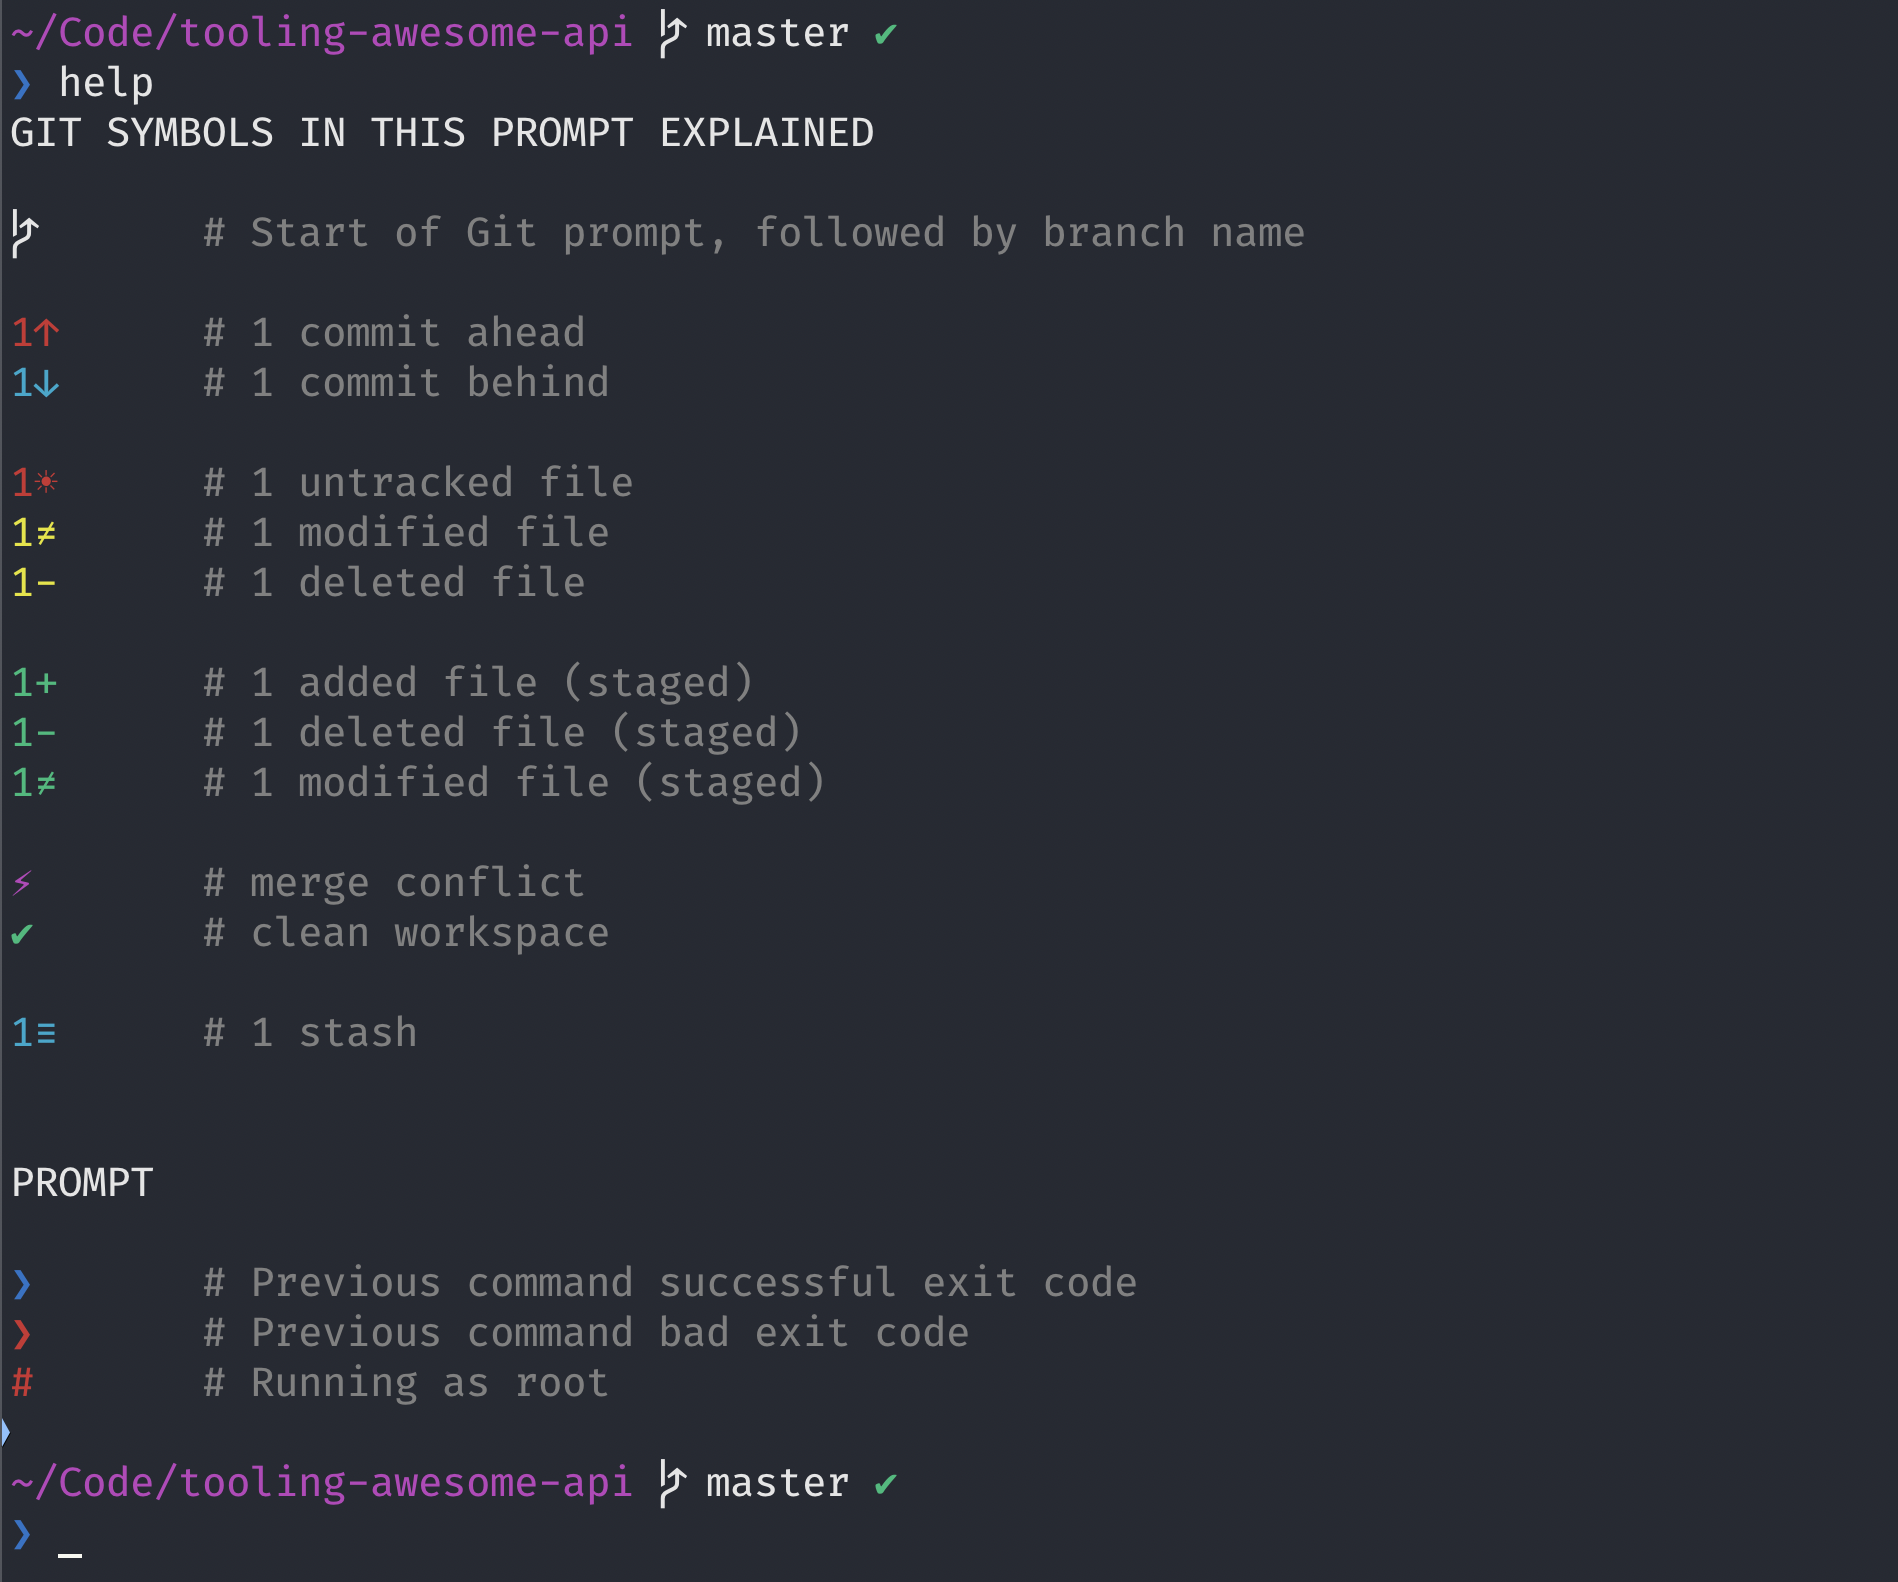 ~/Code/tooling-awesome-api ᚬ master ✔
❯ help
GIT SYMBOLS IN THIS PROMPT EXPLAINED
# Start of Git prompt, followed by branch name
1↑ # 1 commit ahead
1↓ # 1 commit behind
1☀ # 1 untracked file
1≠ # 1 modified file
1- # 1 deleted file
1+ # 1 added file (staged)
1- # 1 deleted file (staged)
1≠ # 1 modified file (staged)
⚡ # merge conflict
✔ # clean workspace
1≡ # 1 stash
PROMPT
❯ # Previous command successful exit code
❯ # Previous command bad exit code
# # Running as root
~/Code/tooling-awesome-api master ✔
❯ _